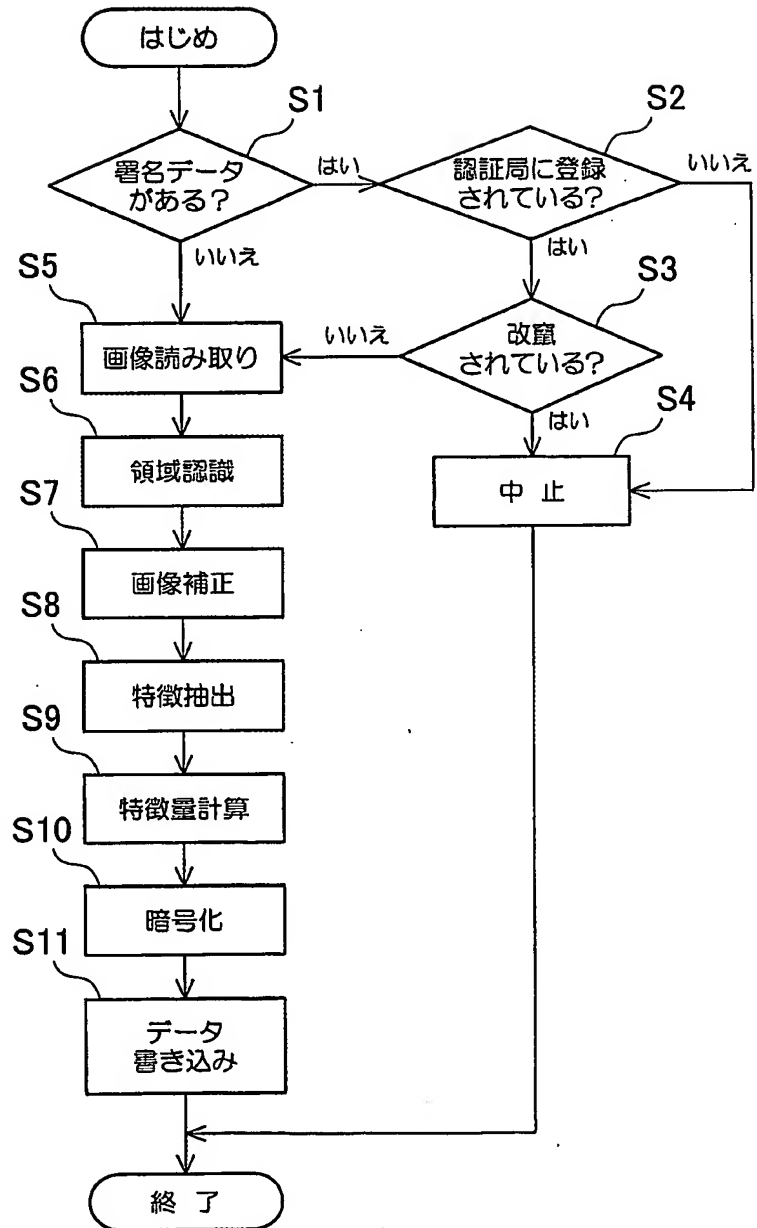 はじめ
S1
署名データ
がある?
はい
S2
認証局に登録
されている?
いいえ
いいえ
はい
S3
改竄
されている?
いいえ
はい
S4
中 止
S5
画像読み取り
S6
領域認識
S7
画像補正
S8
特徴抽出
S9
特徴量計算
S10
暗号化
S11
データ
書き込み
終 了